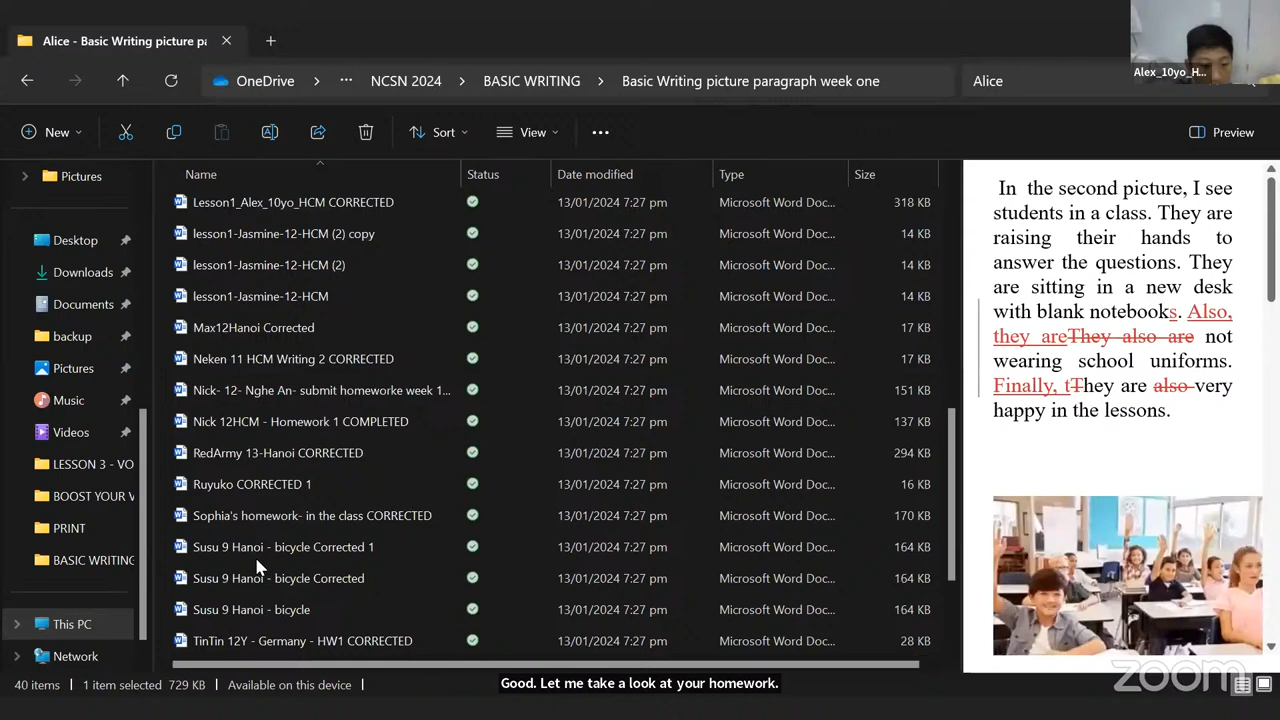 Alice - Basic Writing picture pa
Alex_10yo_H...
OneDrive
NCSN 2024
BASIC WRITING
Basic Writing picture paragraph week one
Alice
New
Sort
View
Preview
Name
Status
Date modified
Type
Size
Pictures
Desktop
Downloads
Documents
backup
Pictures
Music
Videos
LESSON 3 - VO
BOOST YOUR V
PRINT
BASIC WRITING
This PC
Network
Lesson1_Alex_10yo_HCM CORRECTED 13/01/2024 7:27 pm Microsoft Word Doc... 318 KB
lesson1-Jasmine-12-HCM (2) copy 13/01/2024 7:27 pm Microsoft Word Doc... 14 KB
lesson1-Jasmine-12-HCM (2) 13/01/2024 7:27 pm Microsoft Word Doc... 14 KB
lesson1-Jasmine-12-HCM 13/01/2024 7:27 pm Microsoft Word Doc... 14 KB
Max12Hanoi Corrected 13/01/2024 7:27 pm Microsoft Word Doc... 17 KB
Neken 11 HCM Writing 2 CORRECTED 13/01/2024 7:27 pm Microsoft Word Doc... 17 KB
Nick- 12- Nghe An- submit homeworke week 1... 13/01/2024 7:27 pm Microsoft Word Doc... 151 KB
Nick 12HCM - Homework 1 COMPLETED 13/01/2024 7:27 pm Microsoft Word Doc... 137 KB
RedArmy 13-Hanoi CORRECTED 13/01/2024 7:27 pm Microsoft Word Doc... 294 KB
Ruyuko CORRECTED 1 13/01/2024 7:27 pm Microsoft Word Doc... 16 KB
Sophia's homework- in the class CORRECTED 13/01/2024 7:27 pm Microsoft Word Doc... 170 KB
Susu 9 Hanoi - bicycle Corrected 1 13/01/2024 7:27 pm Microsoft Word Doc... 164 KB
Susu 9 Hanoi - bicycle Corrected 13/01/2024 7:27 pm Microsoft Word Doc... 164 KB
Susu 9 Hanoi - bicycle 13/01/2024 7:27 pm Microsoft Word Doc... 164 KB
TinTin 12Y - Germany - HW1 CORRECTED 13/01/2024 7:27 pm Microsoft Word Doc... 28 KB
In the second picture, I see
students in a class. They are
raising their hands to
answer the questions. They
are sitting in a new desk
with blank notebooks. Also,
they areThey also are not
wearing school uniforms.
Finally, tThey are also very
happy in the lessons.
40 items
1 item selected 729 KB
Available on this device
Good. Let me take a look at your homework.
zoom